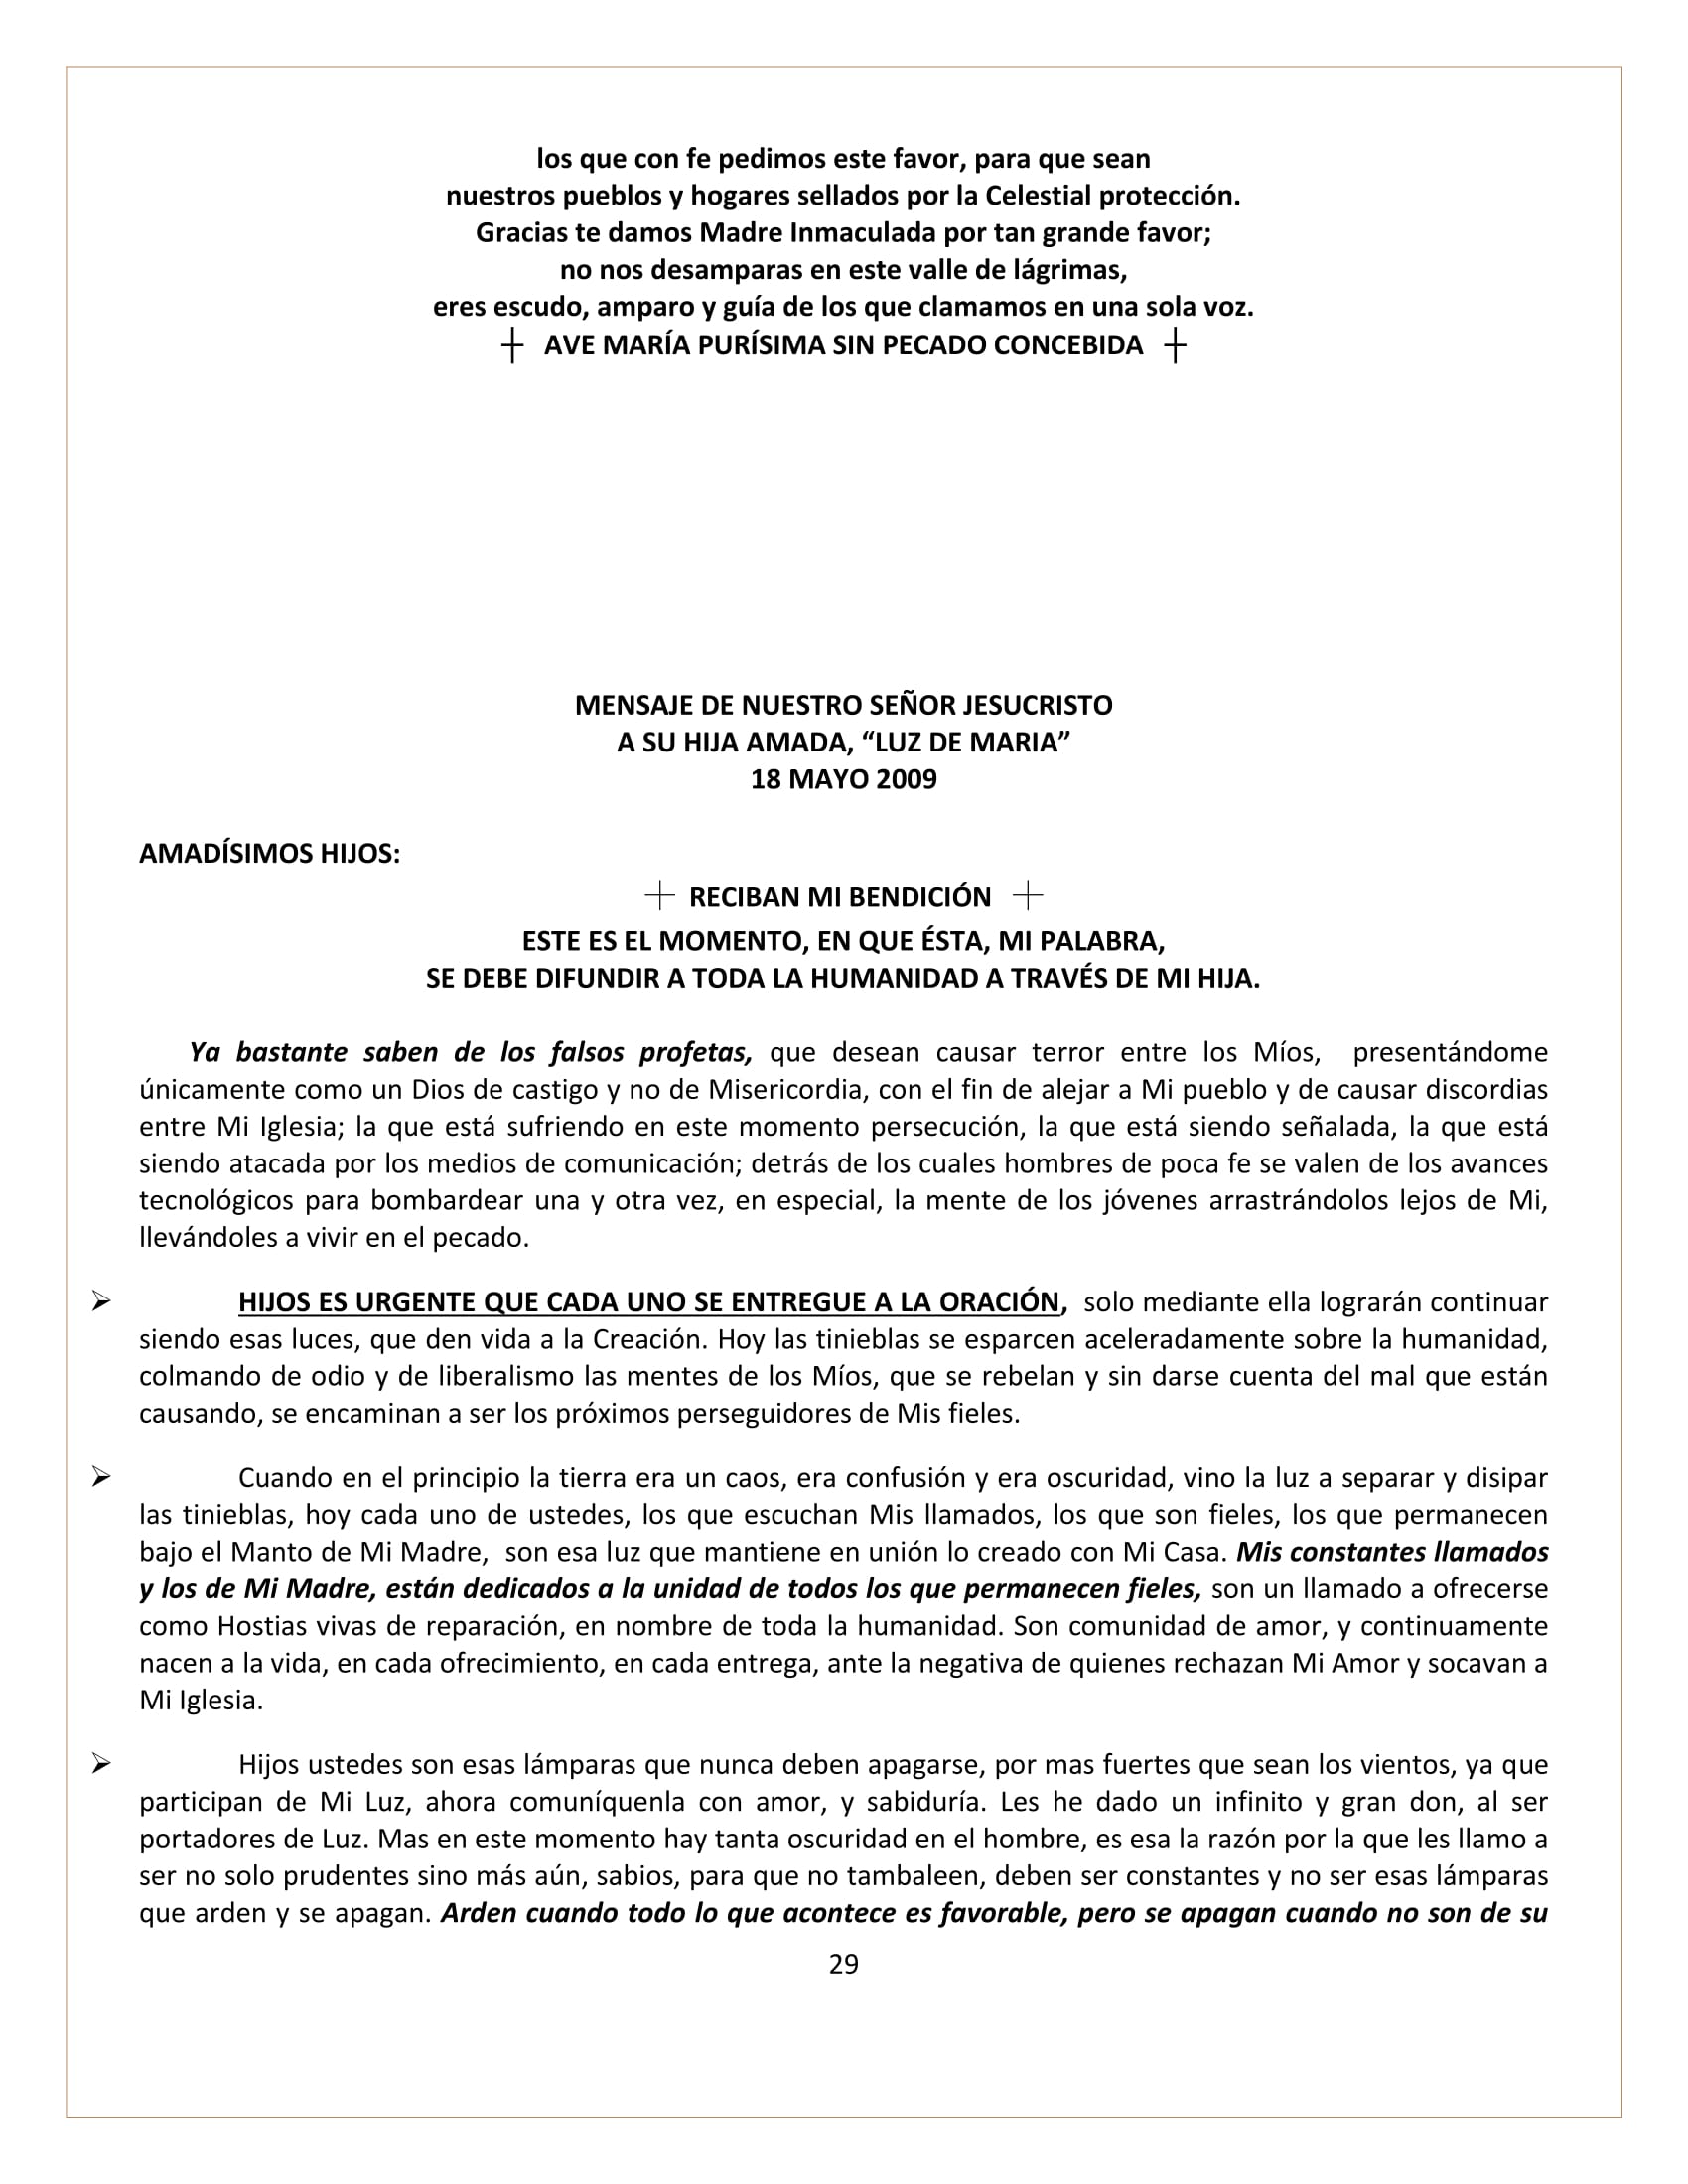 los que con fe pedimos este favor, para que sean
nuestros pueblos y hogares sellados por la Celestial protección.
Gracias te damos Madre Inmaculada por tan grande favor;
no nos desamparas en este valle de lágrimas,
eres escudo, amparo y guía de los que clamamos en una sola voz.
┼ AVE MARÍA PURÍSIMA SIN PECADO CONCEBIDA ┼
MENSAJE DE NUESTRO SEÑOR JESUCRISTO
A SU HIJA AMADA, “LUZ DE MARIA”
18 MAYO 2009
AMADÍSIMOS HIJOS:
┼ RECIBAN MI BENDICIÓN ┼
ESTE ES EL MOMENTO, EN QUE ÉSTA, MI PALABRA,
SE DEBE DIFUNDIR A TODA LA HUMANIDAD A TRAVÉS DE MI HIJA.
Ya bastante saben de los falsos profetas, que desean causar terror entre los Míos, presentándome
únicamente como un Dios de castigo y no de Misericordia, con el fin de alejar a Mi pueblo y de causar discordias
entre Mi Iglesia; la que está sufriendo en este momento persecución, la que está siendo señalada, la que está
siendo atacada por los medios de comunicación; detrás de los cuales hombres de poca fe se valen de los avances
tecnológicos para bombardear una y otra vez, en especial, la mente de los jóvenes arrastrándolos lejos de Mi,
llevándoles a vivir en el pecado.
➢ HIJOS ES URGENTE QUE CADA UNO SE ENTREGUE A LA ORACIÓN, solo mediante ella lograrán continuar
siendo esas luces, que den vida a la Creación. Hoy las tinieblas se esparcen aceleradamente sobre la humanidad,
colmando de odio y de liberalismo las mentes de los Míos, que se rebelan y sin darse cuenta del mal que están
causando, se encaminan a ser los próximos perseguidores de Mis fieles.
➢ Cuando en el principio la tierra era un caos, era confusión y era oscuridad, vino la luz a separar y disipar
las tinieblas, hoy cada uno de ustedes, los que escuchan Mis llamados, los que son fieles, los que permanecen
bajo el Manto de Mi Madre, son esa luz que mantiene en unión lo creado con Mi Casa. Mis constantes llamados
y los de Mi Madre, están dedicados a la unidad de todos los que permanecen fieles, son un llamado a ofrecerse
como Hostias vivas de reparación, en nombre de toda la humanidad. Son comunidad de amor, y continuamente
nacen a la vida, en cada ofrecimiento, en cada entrega, ante la negativa de quienes rechazan Mi Amor y socavan a
Mi Iglesia.
➢ Hijos ustedes son esas lámparas que nunca deben apagarse, por mas fuertes que sean los vientos, ya que
participan de Mi Luz, ahora comuníquenla con amor, y sabiduría. Les he dado un infinito y gran don, al ser
portadores de Luz. Mas en este momento hay tanta oscuridad en el hombre, es esa la razón por la que les llamo a
ser no solo prudentes sino más aún, sabios, para que no tambaleen, deben ser constantes y no ser esas lámparas
que arden y se apagan. Arden cuando todo lo que acontece es favorable, pero se apagan cuando no son de su
29